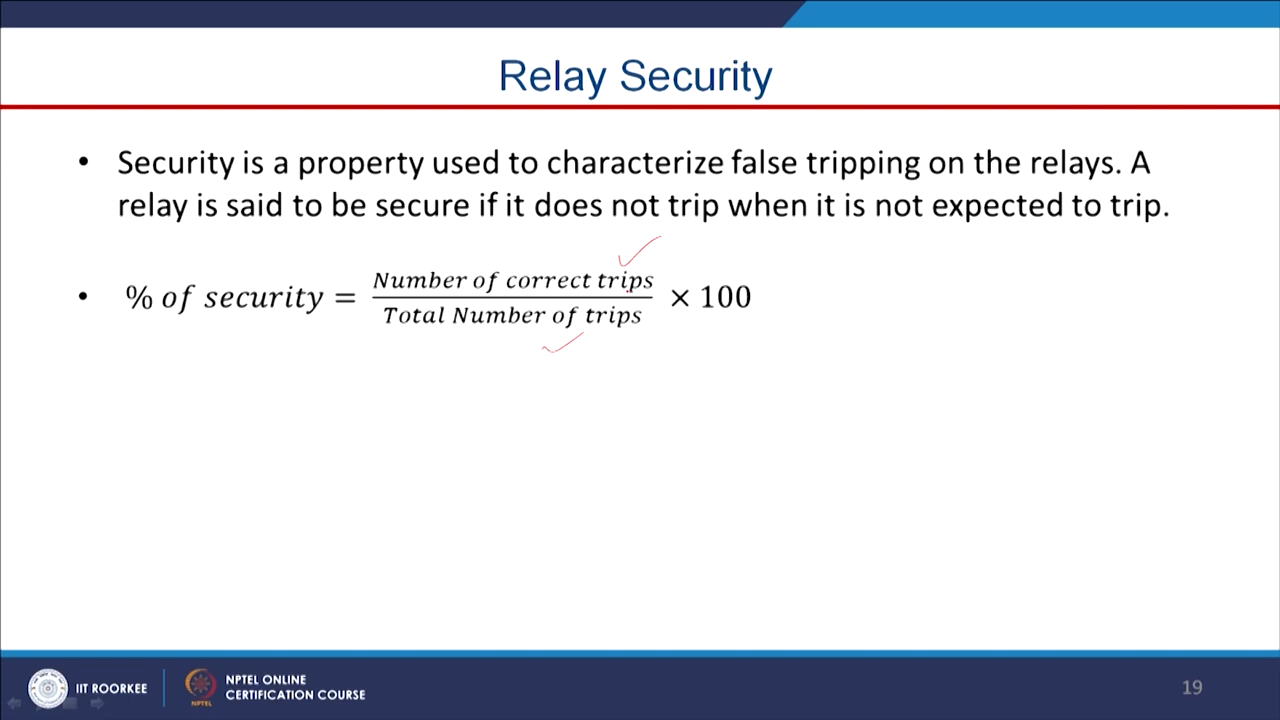 Relay Security
• Security is a property used to characterize false tripping on the relays. A
relay is said to be secure if it does not trip when it is not expected to trip.
• % of security = Number of correct trips / Total Number of trips × 100
IIT ROORKEE
NPTEL
NPTEL ONLINE
CERTIFICATION COURSE
19